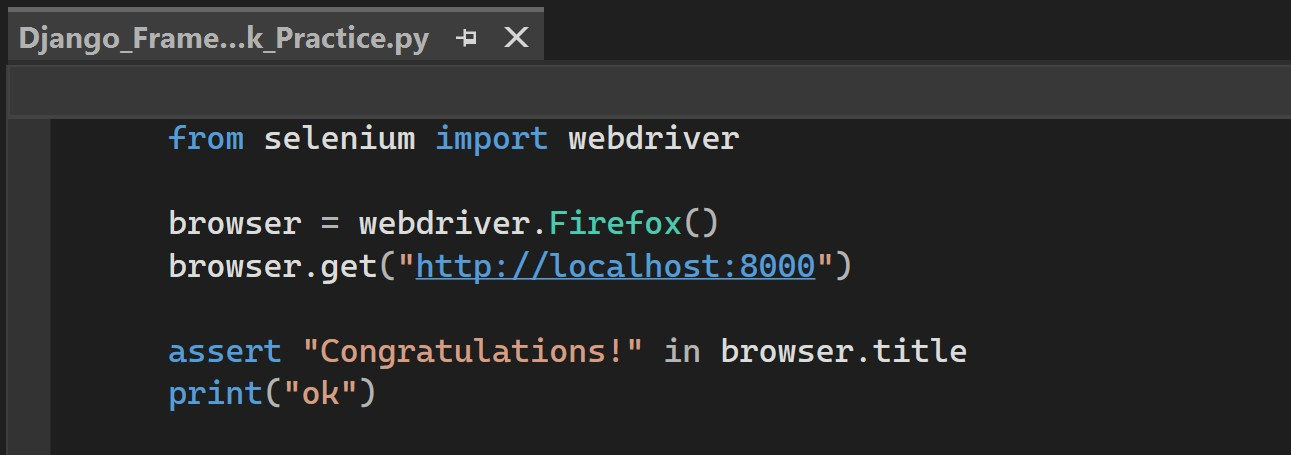 Django_Frame...k_Practice.py
from selenium import webdriver
browser = webdriver.Firefox()
browser.get("http://localhost:8000")
assert "Congratulations!" in browser.title
print("ok")